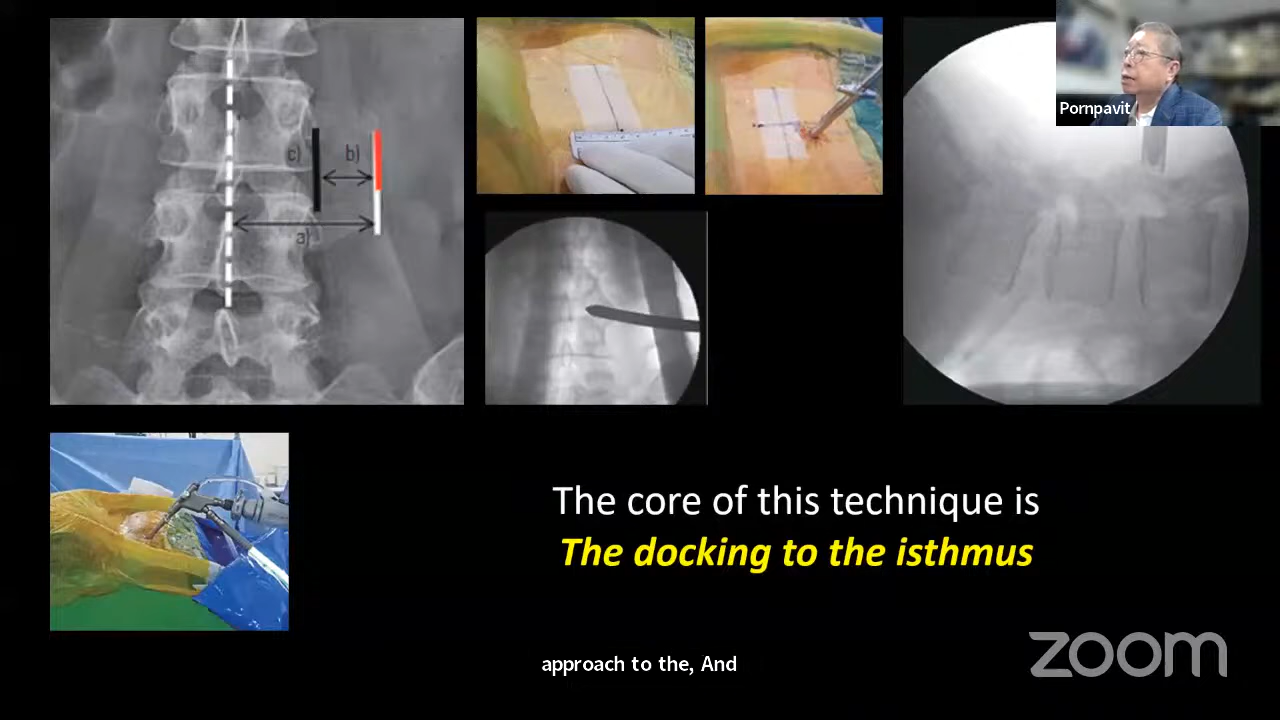 c)
b)
a)
Pornpavit
The core of this technique is
The docking to the isthmus
approach to the, And
zoom